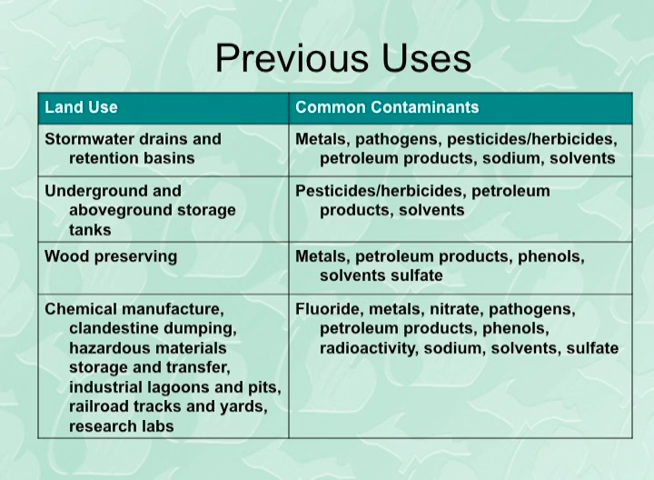 Previous Uses
Land Use
Common Contaminants
Stormwater drains and
retention basins
Metals, pathogens, pesticides/herbicides,
petroleum products, sodium, solvents
Underground and
aboveground storage
tanks
Pesticides/herbicides, petroleum
products, solvents
Wood preserving
Metals, petroleum products, phenols,
solvents sulfate
Chemical manufacture,
clandestine dumping,
hazardous materials
storage and transfer,
industrial lagoons and pits,
railroad tracks and yards,
research labs
Fluoride, metals, nitrate, pathogens,
petroleum products, phenols,
radioactivity, sodium, solvents, sulfate